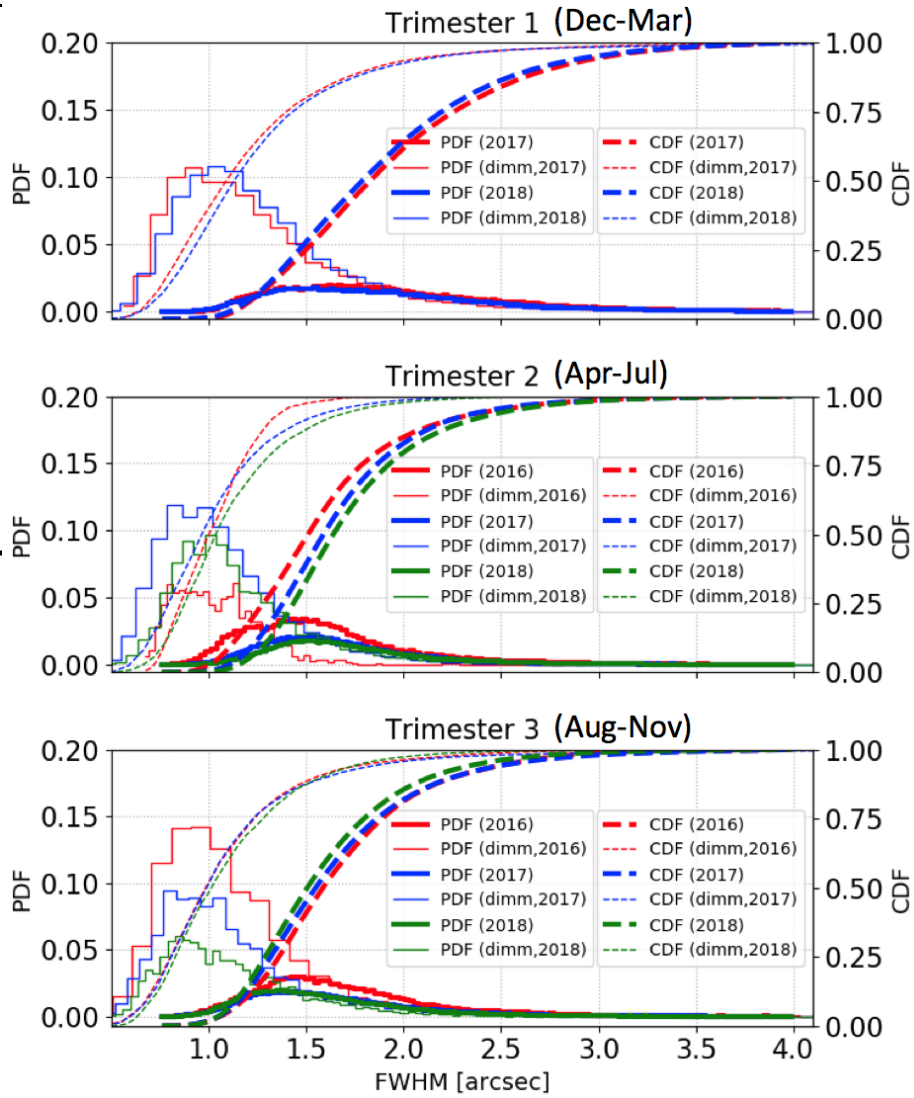 Trimester 1 (Dec-Mar)
0.20
0.15
0.10
0.05
0.00
PDF
1.00
0.75
0.50
0.25
0.00
CDF
PDF (2017)
PDF (dimm,2017)
PDF (2018)
PDF (dimm,2018)
CDF (2017)
CDF (dimm,2017)
CDF (2018)
CDF (dimm,2018)
Trimester 2 (Apr-Jul)
0.20
0.15
0.10
0.05
0.00
PDF
1.00
0.75
0.50
0.25
0.00
CDF
PDF (2016)
PDF (dimm,2016)
PDF (2017)
PDF (dimm,2017)
PDF (2018)
PDF (dimm,2018)
CDF (2016)
CDF (dimm,2016)
CDF (2017)
CDF (dimm,2017)
CDF (2018)
CDF (dimm,2018)
Trimester 3 (Aug-Nov)
0.20
0.15
0.10
0.05
0.00
PDF
1.00
0.75
0.50
0.25
0.00
CDF
PDF (2016)
PDF (dimm,2016)
PDF (2017)
PDF (dimm,2017)
PDF (2018)
PDF (dimm,2018)
CDF (2016)
CDF (dimm,2016)
CDF (2017)
CDF (dimm,2017)
CDF (2018)
CDF (dimm,2018)
1.0 1.5 2.0 2.5 3.0 3.5 4.0
FWHM [arcsec]